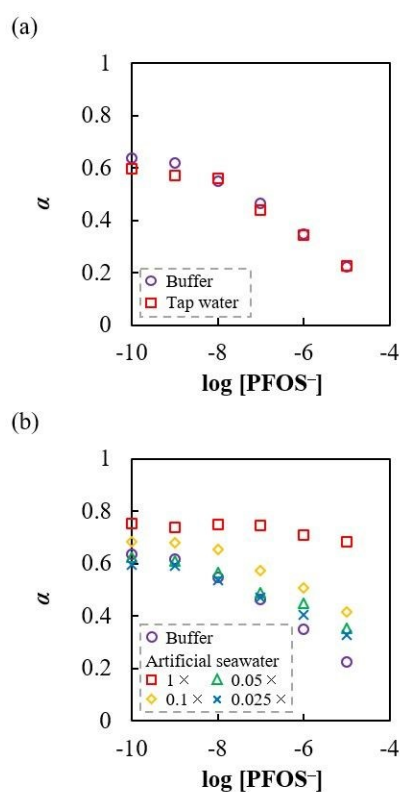 (a)
1
0.8
0.6
0.4
0.2
0
α
Buffer
Tap water
-10
-8
-6
-4
log [PFOS⁻]
(b)
1
0.8
0.6
0.4
0.2
0
α
Buffer
Artificial seawater
1 × 0.05 ×
0.1 × 0.025 ×
-10
-8
-6
-4
log [PFOS⁻]